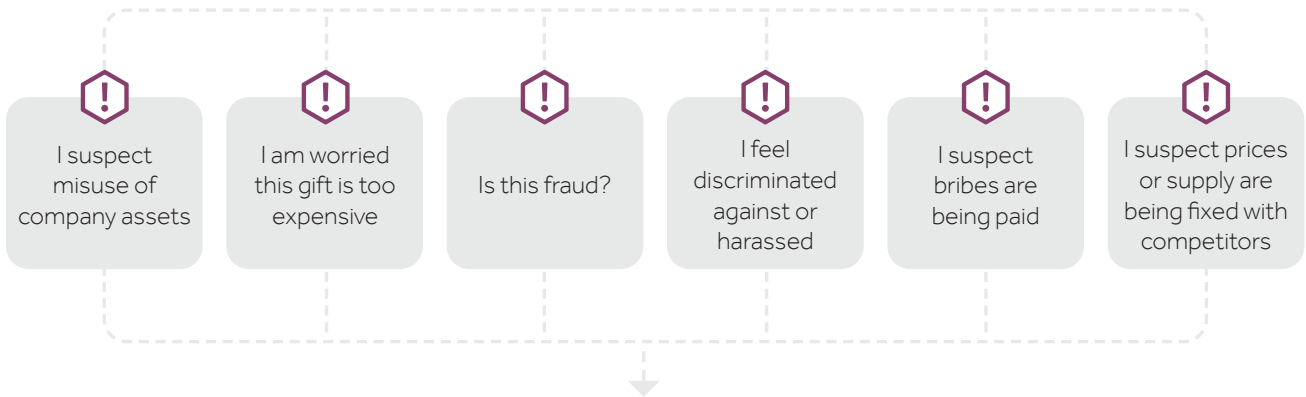 I suspect
misuse of
company assets
I am worried
this gift is too
expensive
Is this fraud?
I feel
discriminated
against or
harassed
I suspect
bribes are
being paid
I suspect prices
or supply are
being fixed with
competitors